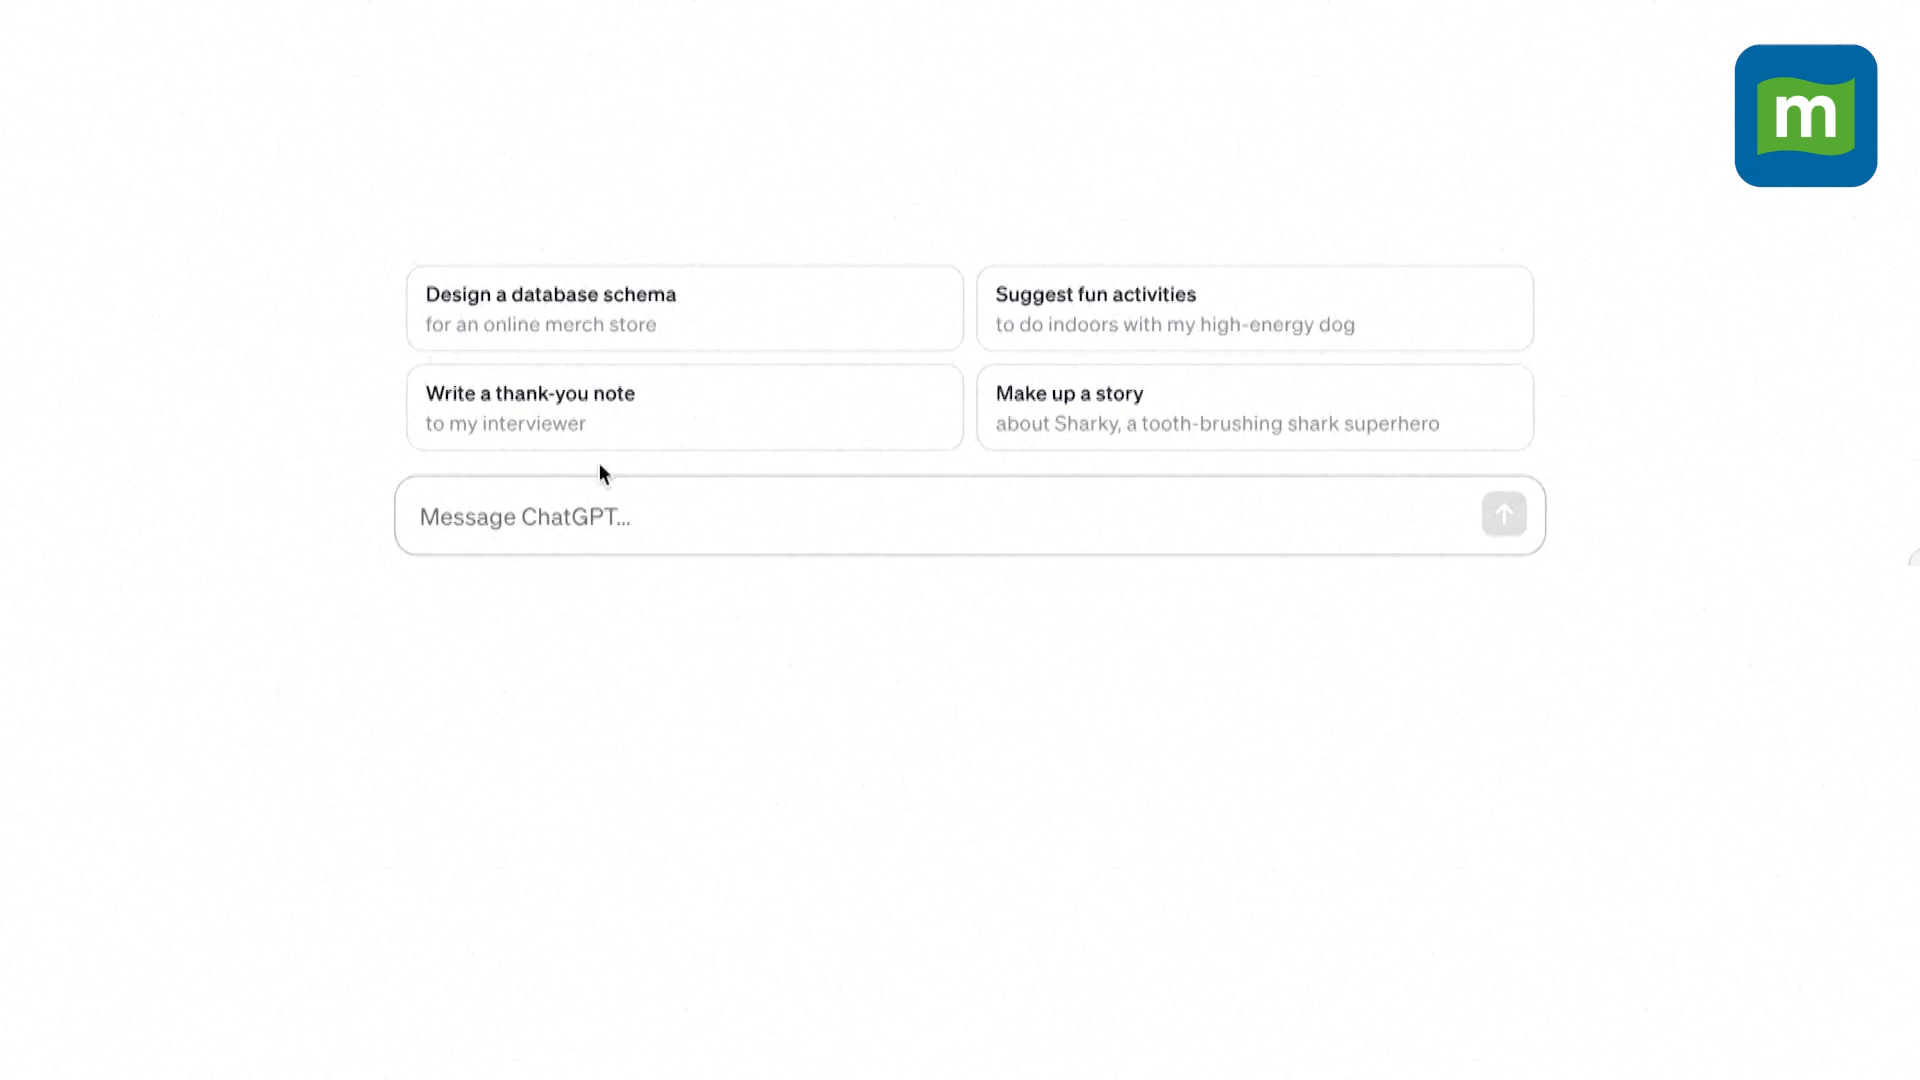 m
Design a database schema
for an online merch store
Suggest fun activities
to do indoors with my high-energy dog
Write a thank-you note
to my interviewer
Make up a story
about Sharky, a tooth-brushing shark superhero
Message ChatGPT...